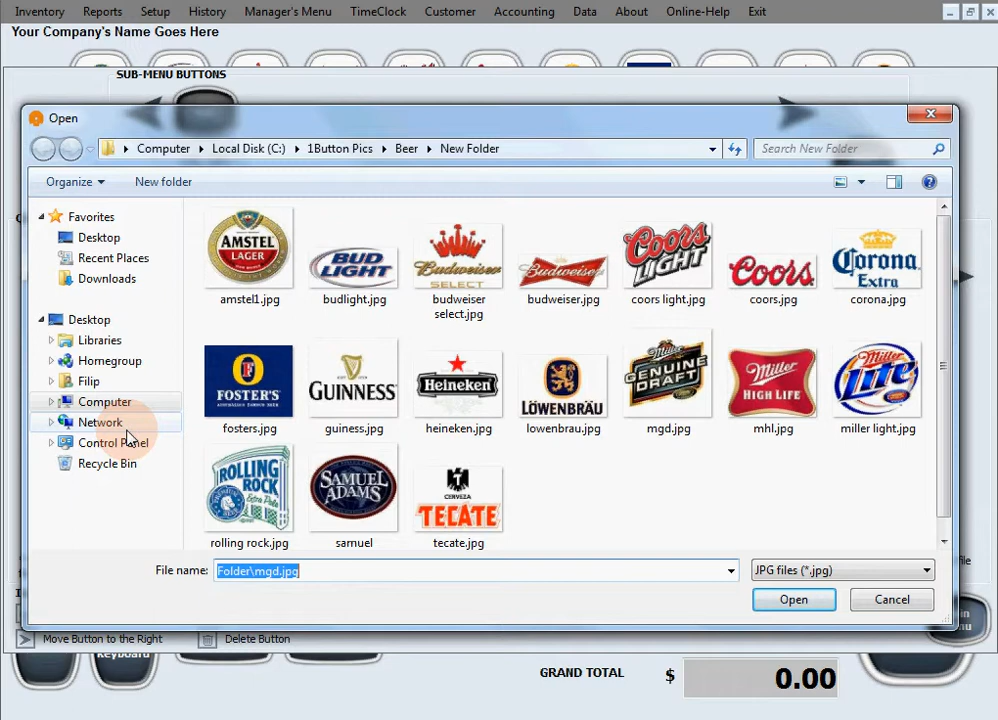 Inventory Reports Setup History Manager's Menu TimeClock Customer Accounting Data About Online-Help Exit
Your Company's Name Goes Here
SUB-MENU BUTTONS
Open
Computer Local Disk (C:) 1Button Pics Beer New Folder Search New Folder
Organize New folder
Favorites
Desktop
Recent Places
Downloads
Desktop
Libraries
Homegroup
Filip
Computer
Network
Control Panel
Recycle Bin
AMSTEL
LAGER
BUD
LIGHT
Budweiser
SELECT
Budweiser
Coors
LIGHT
Coors
Corona
Extra
amstel1.jpg budlight.jpg budweiser select.jpg budweiser.jpg coors light.jpg coors.jpg corona.jpg
FOSTER'S
GUINNESS
Heineken
LÖWENBRÄU
Miller
GENUINE
DRAFT
Miller
HIGH LIFE
Miller
Lite
fosters.jpg guiness.jpg heineken.jpg lowenbrau.jpg mgd.jpg mhl.jpg miller light.jpg
ROLLING
ROCK
Extra Pale
SAMUEL
ADAMS
CERVEZA
TECATE
rolling rock.jpg samuel tecate.jpg
File name: Folder\mgd.jpg JPG files (*.jpg)
Open Cancel
Move Button to the Right Delete Button
Keyboard
GRAND TOTAL $ 0.00